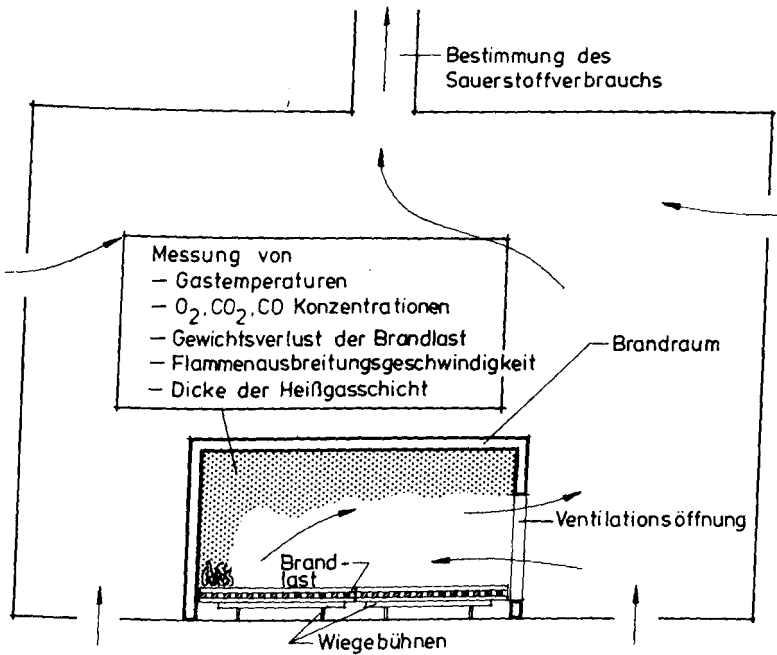 Bestimmung des
Sauerstoffverbrauchs
Messung von
– Gastemperaturen
– O₂, CO₂, CO Konzentrationen
– Gewichtsverlust der Brandlast
– Flammenausbreitungsgeschwindigkeit
– Dicke der Heißgasschicht
Brandraum
Ventilationsöffnung
Brand-
last
Wiegebühnen